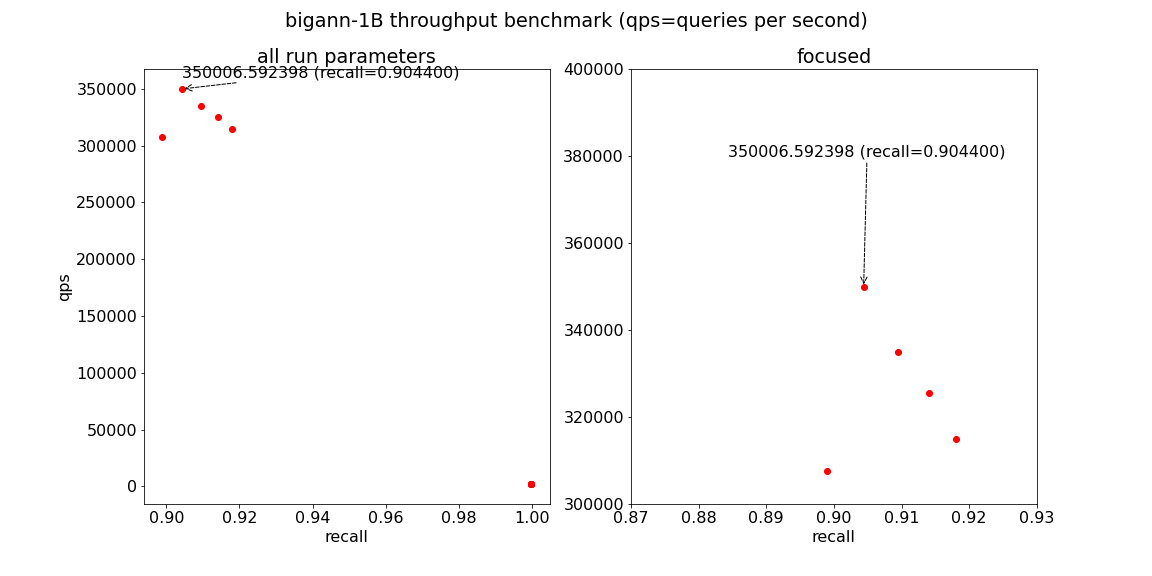 bigann-1B throughput benchmark (qps=queries per second)
all run parameters
350006.592398 (recall=0.904400)
350000
300000
250000
200000
150000
100000
50000
0
qps
0.90 0.92 0.94 0.96 0.98 1.00
recall
focused
400000
380000
360000
340000
320000
300000
350006.592398 (recall=0.904400)
0.87 0.88 0.89 0.90 0.91 0.92 0.93
recall